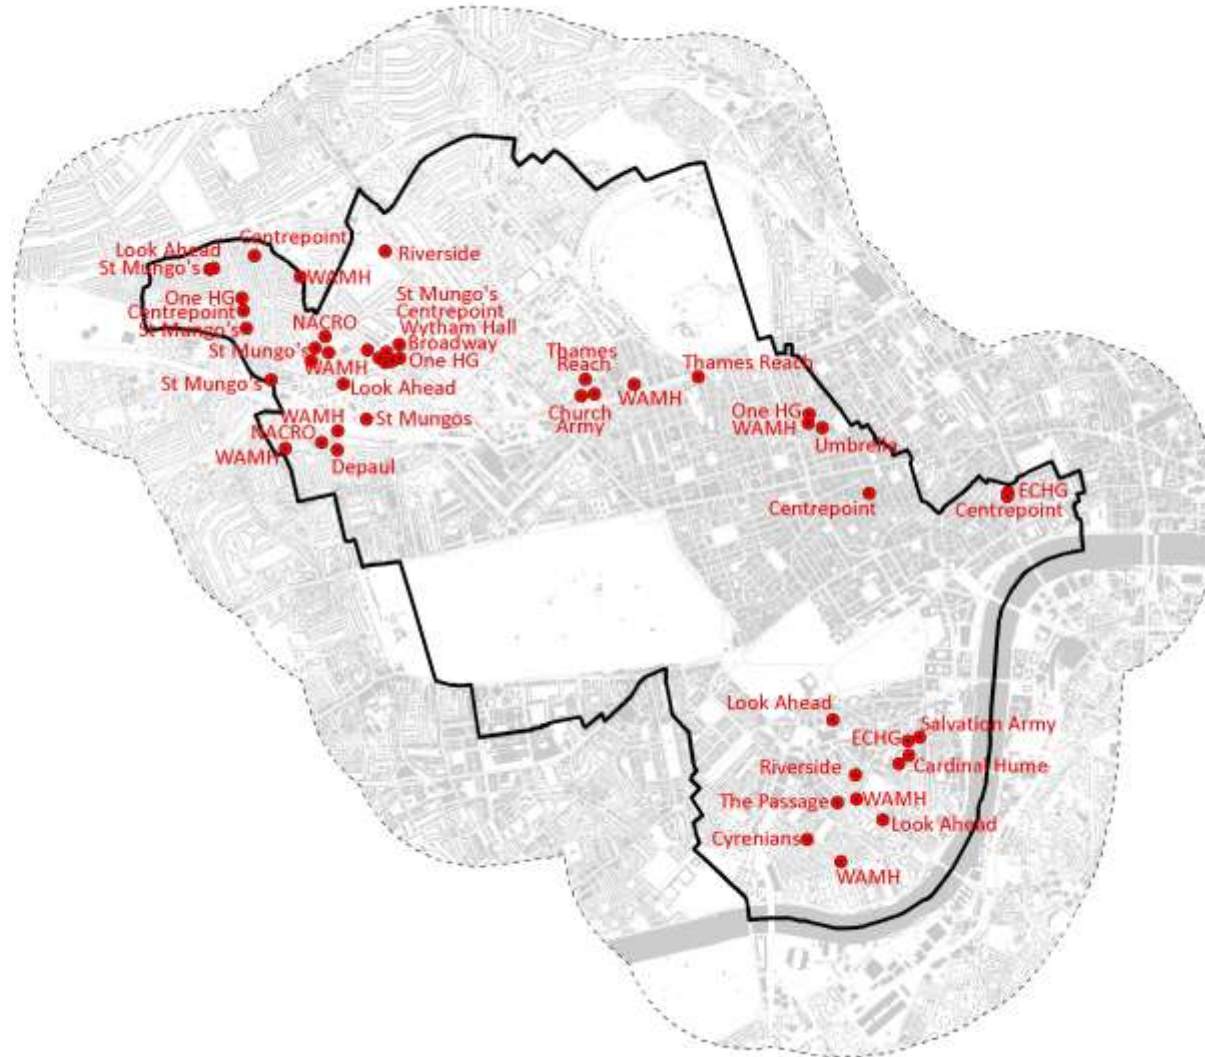 Centrepoint
Look Ahead
Riverside
St Mungo's
WAMH
One HG
Centrepoint
St Mungo's
St Mungo's
Centrepoint
Wytham Hall
Broadway
One HG
NACRO
St Mungo's
WAMH
Thames
Reach
Thames Reach
St Mungo's
Look Ahead
WAMH
Church
Army
WAMH
St Mungos
One HG
WAMH
Umbrella
NACRO
WAMH
Depaul
ECHG
Centrepoint
Centrepoint
Look Ahead
Salvation Army
ECHG
Cardinal Hume
Riverside
The Passage
WAMH
Look Ahead
Cyrenians
WAMH